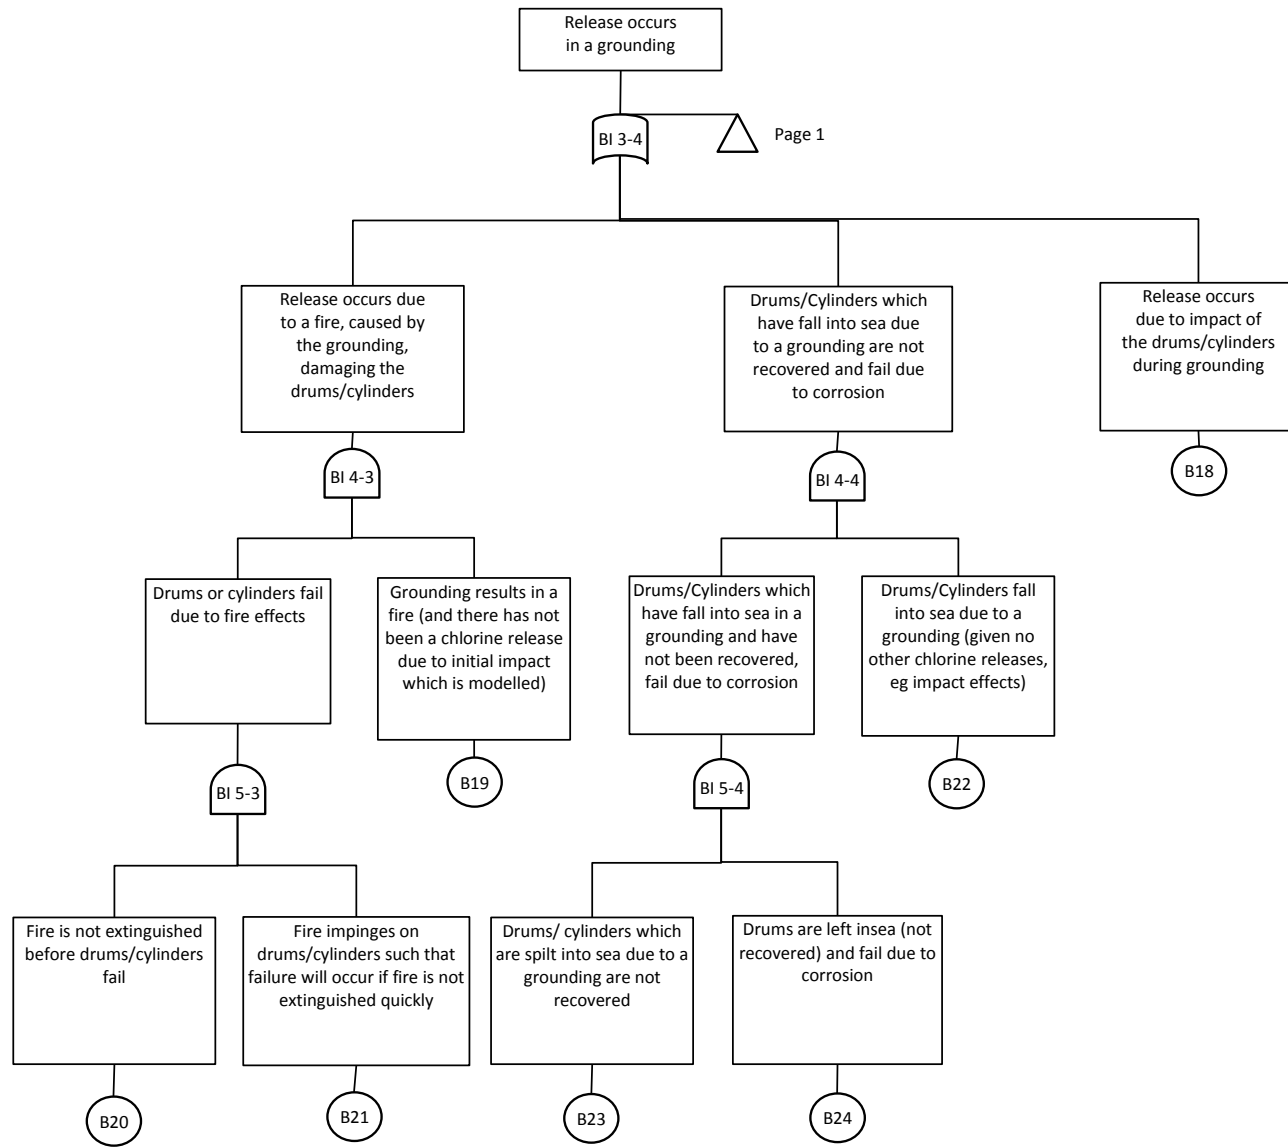 Release occurs
in a grounding
BI 3-4
Page 1
Release occurs due
to a fire, caused by
the grounding,
damaging the
drums/cylinders
Drums/Cylinders which
have fall into sea due
to a grounding are not
recovered and fail due
to corrosion
Release occurs
due to impact of
the drums/cylinders
during grounding
BI 4-3
BI 4-4
B18
Drums or cylinders fail
due to fire effects
Grounding results in a
fire (and there has not
been a chlorine release
due to initial impact
which is modelled)
Drums/Cylinders which
have fall into sea in a
grounding and have
not been recovered,
fail due to corrosion
Drums/Cylinders fall
into sea due to a
grounding (given no
other chlorine releases,
eg impact effects)
BI 5-3
B19
BI 5-4
B22
Fire is not extinguished
before drums/cylinders
fail
Fire impinges on
drums/cylinders such that
failure will occur if fire is not
extinguished quickly
Drums/ cylinders which
are spilt into sea due to a
grounding are not
recovered
Drums are left insea (not
recovered) and fail due to
corrosion
B20
B21
B23
B24